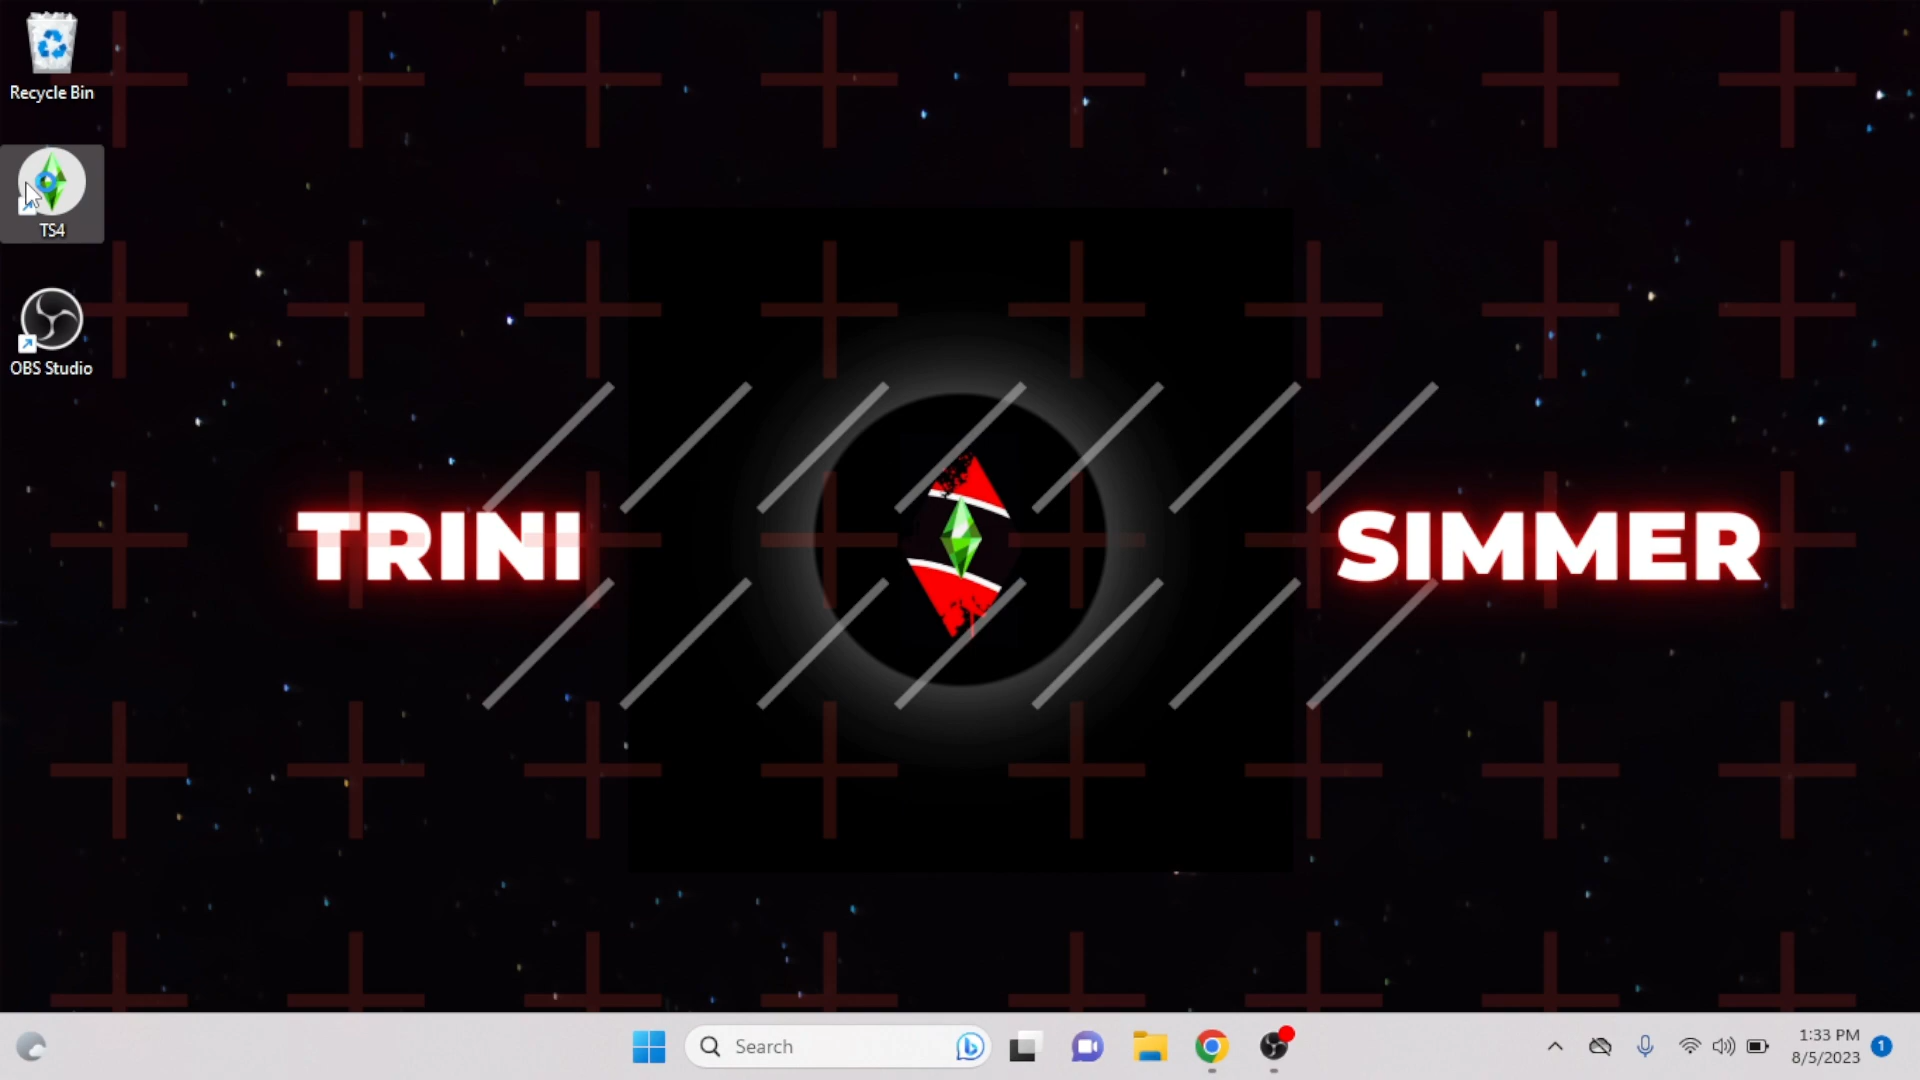 Recycle Bin
TS4
OBS Studio
TRINI SIMMER
Search
1:33 PM
8/5/2023
1